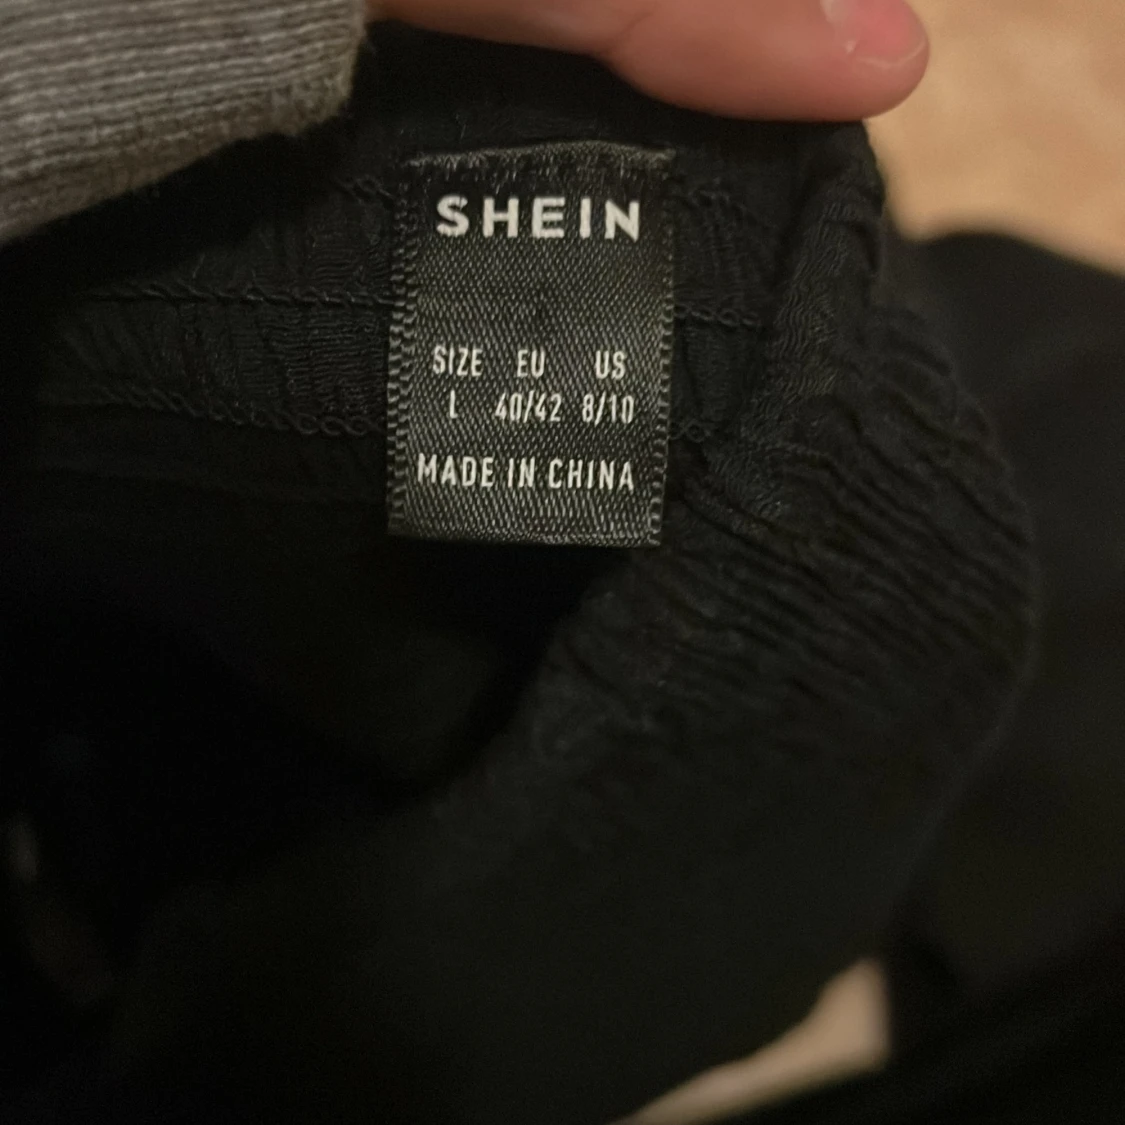 SHEIN
SIZE EU US
L 40/42 8/10
MADE IN CHINA